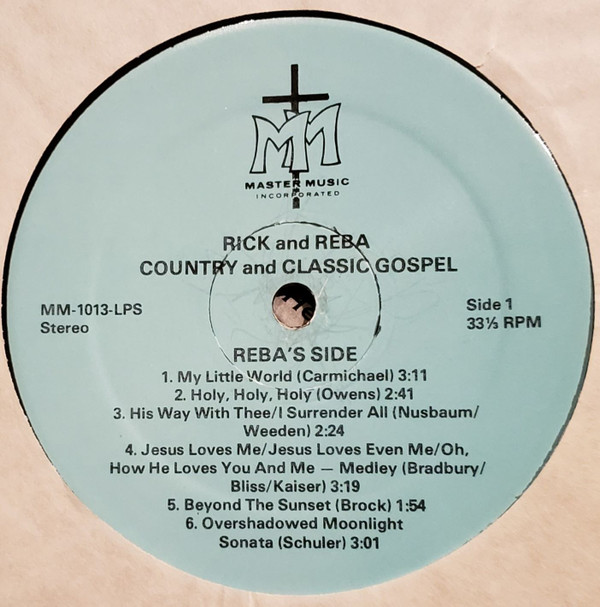 MM
MASTER MUSIC
INCORPORATED
RICK and REBA
COUNTRY and CLASSIC GOSPEL
MM-1013-LPS
Stereo
Side 1
33⅓ RPM
REBA'S SIDE
1. My Little World (Carmichael) 3:11
2. Holy, Holy, Holy (Owens) 2:41
3. His Way With Thee/I Surrender All (Nusbaum/
Weeden) 2:24
4. Jesus Loves Me/Jesus Loves Even Me/Oh,
How He Loves You And Me — Medley (Bradbury/
Bliss/Kaiser) 3:19
5. Beyond The Sunset (Brock) 1:54
6. Overshadowed Moonlight
Sonata (Schuler) 3:01